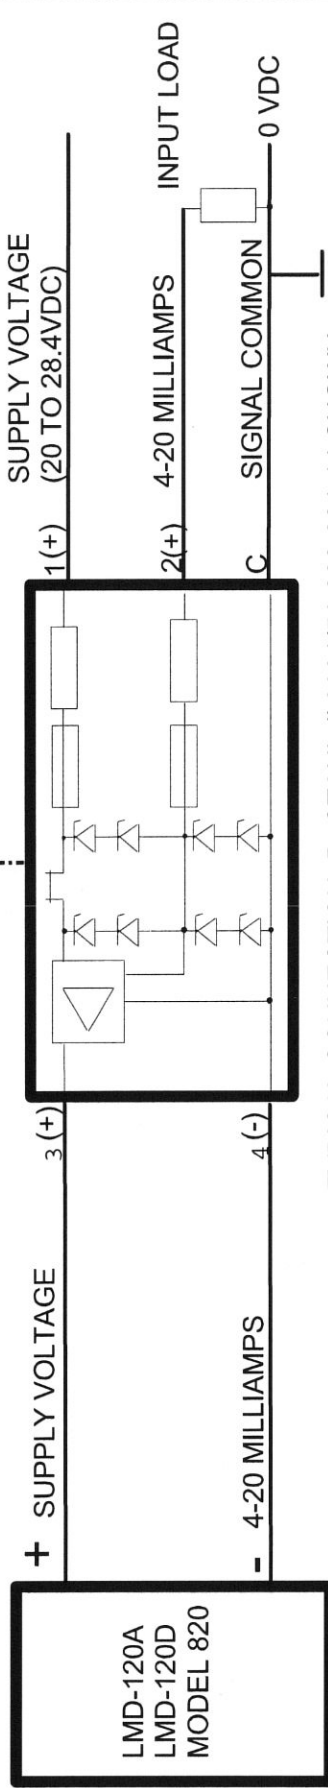 LMD-120A
LMD-120D
MODEL 820
+ SUPPLY VOLTAGE
- 4-20 MILLIAMPS
3 (+)
4 (-)
1(+)
2(+)
C
SUPPLY VOLTAGE
(20 TO 28.4VDC)
4-20 MILLIAMPS
INPUT LOAD
SIGNAL COMMON
0 VDC